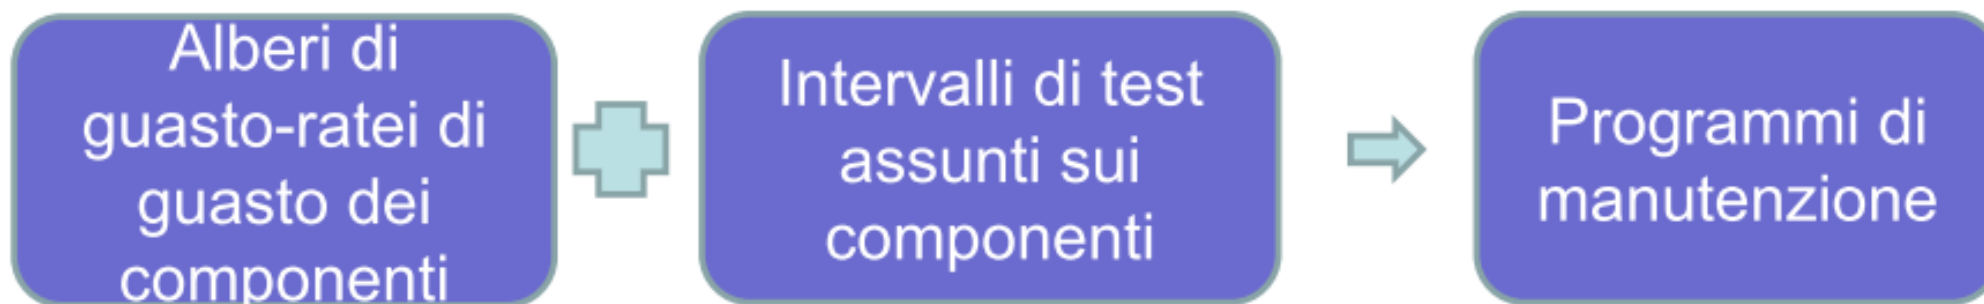 Alberi di
guasto-ratei di
guasto dei
componenti
Intervalli di test
assunti sui
componenti
Programmi di
manutenzione